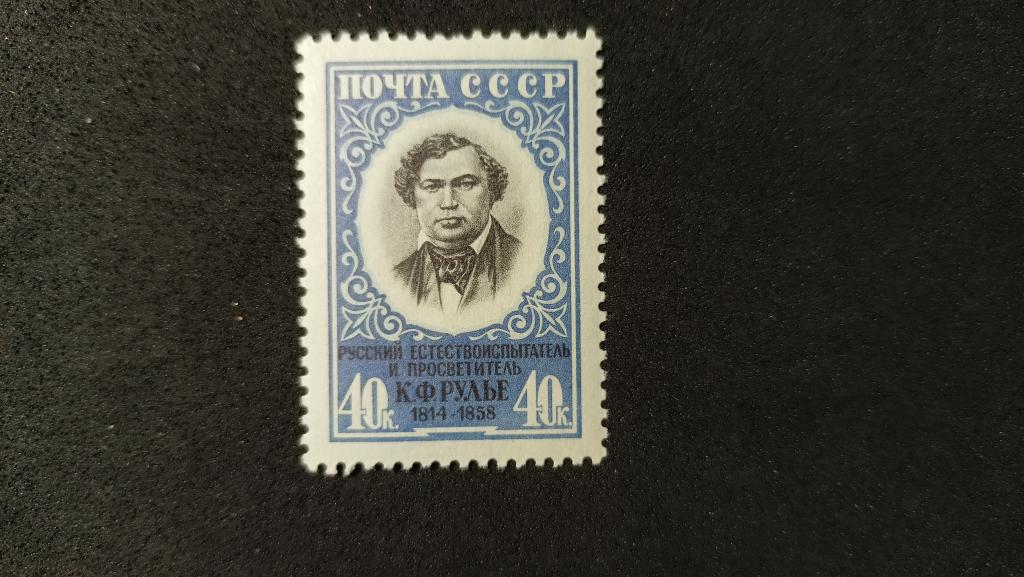 ПОЧТА СССР
РУССКИЙ ЕСТЕСТВОИСПЫТАТЕЛЬ
И ПРОСВЕТИТЕЛЬ
К.Ф.РУЛЬЕ
40к. 1814-1858 40к.